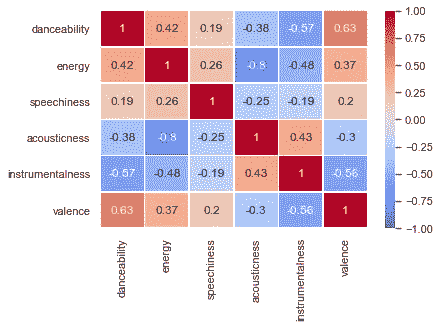 danceability 1 0.42 0.19 -0.38 -0.57 0.63
energy 0.42 1 0.26 -0.8 -0.48 0.37
speechiness 0.19 0.26 1 -0.25 -0.19 0.2
acousticness -0.38 -0.8 -0.25 1 0.43 -0.3
instrumentalness -0.57 -0.48 -0.19 0.43 1 -0.56
valence 0.63 0.37 0.2 -0.3 -0.56 1
danceability
energy
speechiness
acousticness
instrumentalness
valence
1.00
0.75
0.50
0.25
0.00
−0.25
−0.50
−0.75
−1.00